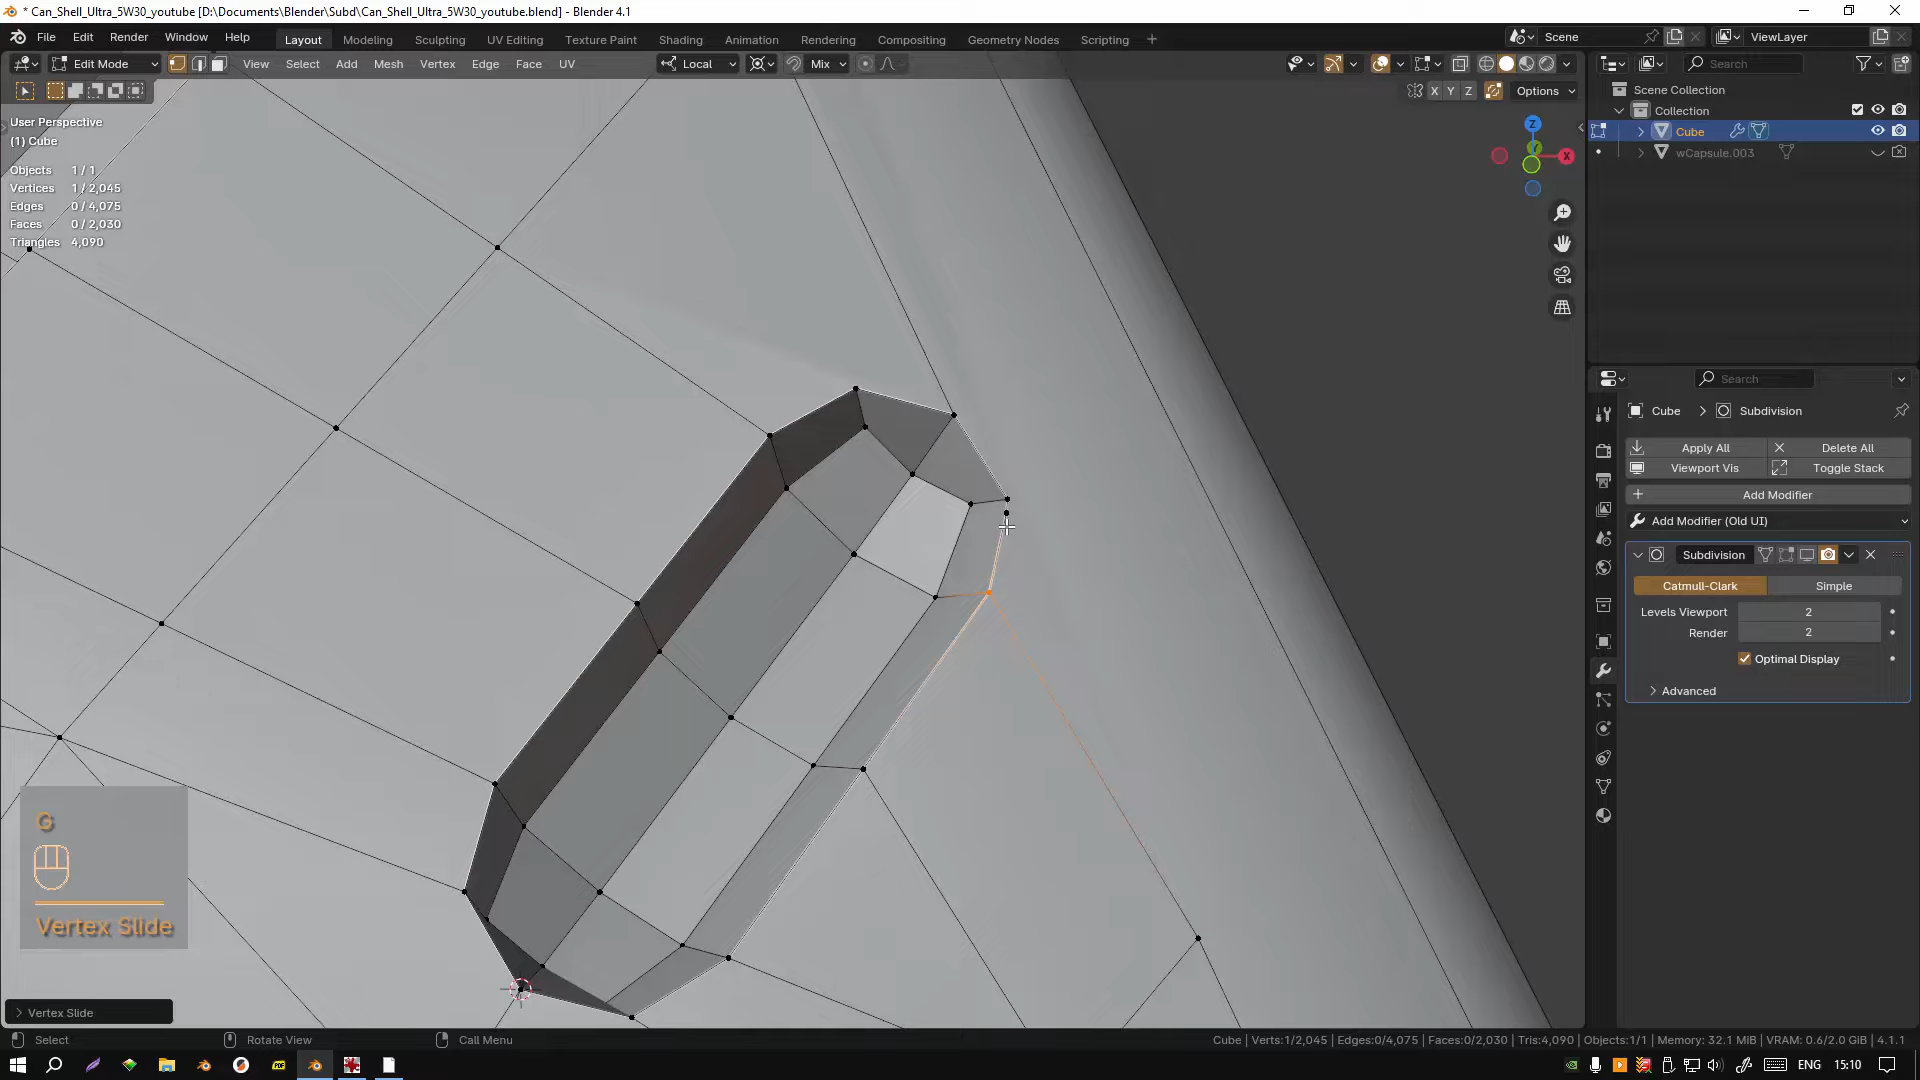 * Can_Shell_Ultra_5W30_youtube [D:\Documents\Blender\Subd\Can_Shell_Ultra_5W30_youtube.blend] - Blender 4.1
File Edit Render Window Help Layout Modeling Sculpting UV Editing Texture Paint Shading Animation Rendering Compositing Geometry Nodes Scripting Scene ViewLayer
Edit Mode View Select Add Mesh Vertex Edge Face UV Local Mix Search
X Y Z Options
Scene Collection
Collection
Cube
wCapsule.003
User Perspective
(1) Cube
Objects 1 / 1
Vertices 1 / 2,045
Edges 0 / 4,075
Faces 0 / 2,030
Triangles 4,090
Z
X
Search
Cube > Subdivision
Apply All Delete All
Viewport Vis Toggle Stack
Add Modifier
Add Modifier (Old UI)
Subdivision
Catmull-Clark Simple
Levels Viewport 2
Render 2
Optimal Display
Advanced
G
Vertex Slide
Vertex Slide
Select Rotate View Call Menu Cube | Verts:1/2,045 | Edges:0/4,075 | Faces:0/2,030 | Tris:4,090 | Objects:1/1 | Memory: 32.1 MiB | VRAM: 0.6/2.0 GiB | 4.1.1
ENG 15:10